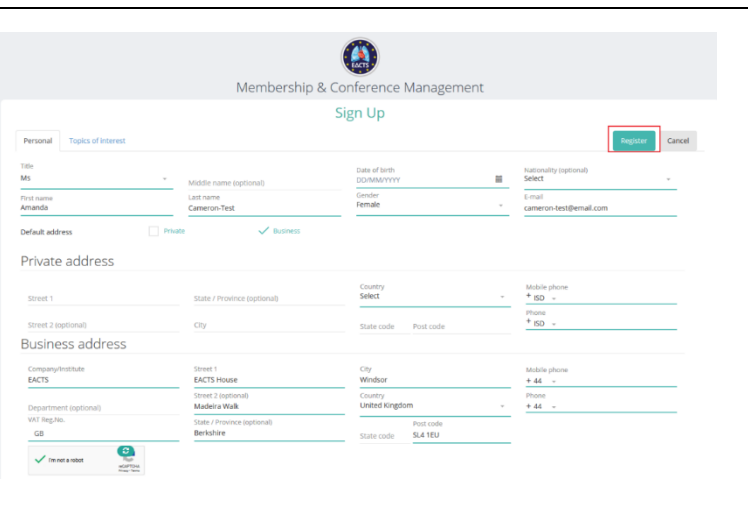 EACTS
Membership & Conference Management
Sign Up
Personal Topics of Interest Register Cancel
Title Date of birth Nationality (optional)
Ms Middle name (optional) DD/MM/YYYY Select
First name Last name Gender E-mail
Amanda Cameron-Test Female cameron-test@email.com
Default address Private Business
Private address
Country Mobile phone
Street 1 State / Province (optional) Select + ISD
Phone
Street 2 (optional) City State code Post code + ISD
Business address
Company/Institute Street 1 City Mobile phone
EACTS EACTS House Windsor + 44
Street 2 (optional) Country Phone
Department (optional) Madeira Walk United Kingdom + 44
VAT Reg.No. State / Province (optional) Post code
GB Berkshire State code SL4 1EU
I'm not a robot
reCAPTCHA
Privacy - Terms